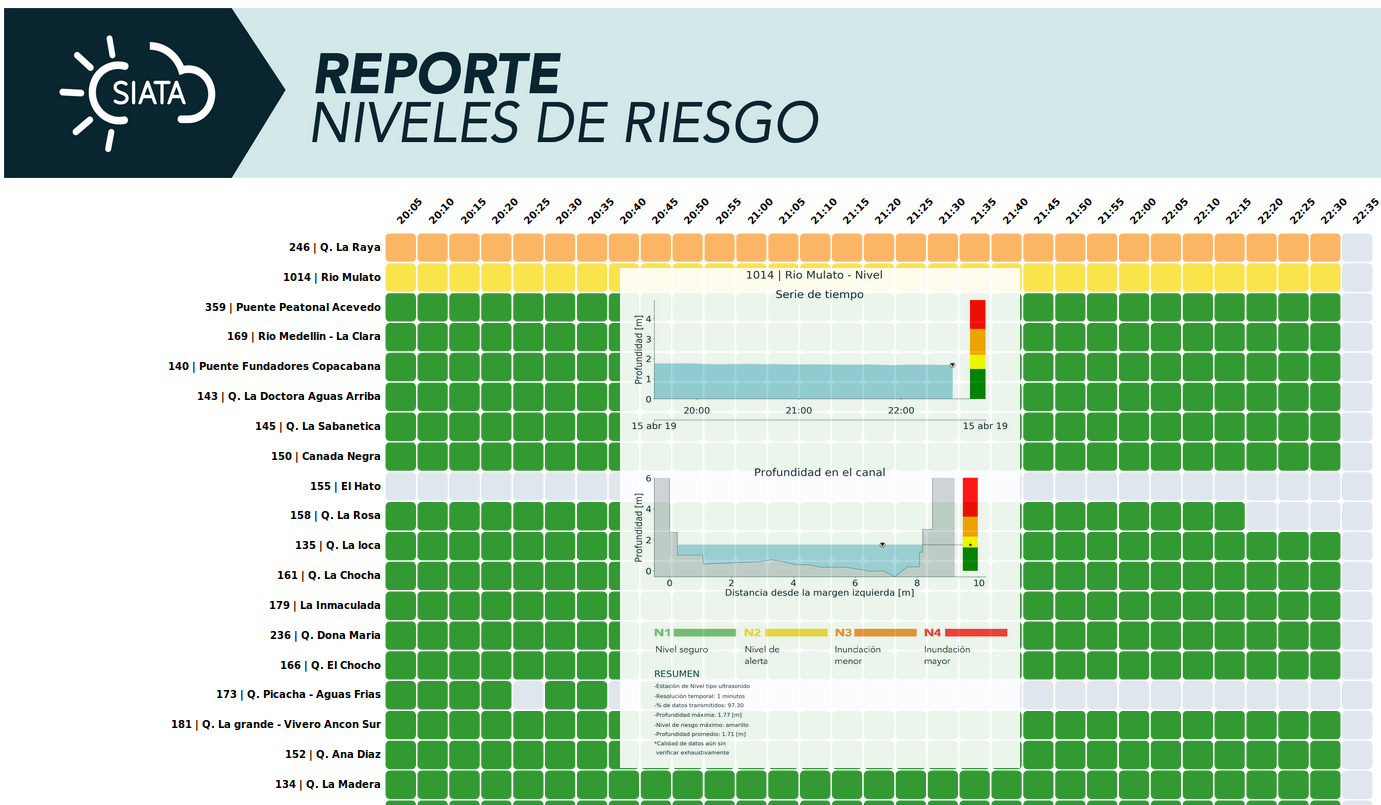 SIATA
REPORTE
NIVELES DE RIESGO
20:05 20:10 20:15 20:20 20:25 20:30 20:35 20:40 20:45 20:50 20:55 21:00 21:05 21:10 21:15 21:20 21:25 21:30 21:35 21:40 21:45 21:50 21:55 22:00 22:05 22:10 22:15 22:20 22:25 22:30 22:35
246 | Q. La Raya
1014 | Rio Mulato
359 | Puente Peatonal Acevedo
169 | Rio Medellin - La Clara
140 | Puente Fundadores Copacabana
143 | Q. La Doctora Aguas Arriba
145 | Q. La Sabanetica
150 | Canada Negra
155 | El Hato
158 | Q. La Rosa
135 | Q. La loca
161 | Q. La Chocha
179 | La Inmaculada
236 | Q. Dona Maria
166 | Q. El Chocho
173 | Q. Picacha - Aguas Frias
181 | Q. La grande - Vivero Ancon Sur
152 | Q. Ana Diaz
134 | Q. La Madera
1014 | Rio Mulato - Nivel
Serie de tiempo
Profundidad [m]
4
3
2
1
0
20:00 21:00 22:00
15 abr 19 15 abr 19
Profundidad en el canal
Profundidad [m]
6
4
2
0
0 2 4 6 8 10
Distancia desde la margen izquierda [m]
N1 N2 N3 N4
Nivel seguro
Nivel de
alerta
Inundación
menor
Inundación
mayor
RESUMEN
-Estación de Nivel tipo ultrasonido
-Resolución temporal: 1 minutos
-% de datos transmitidos: 97.30
-Profundidad máxima: 1.77 [m]
-Nivel de riesgo máximo: amarillo
-Profundidad promedio: 1.71 [m]
*Calidad de datos aún sin
verificar exhaustivamente